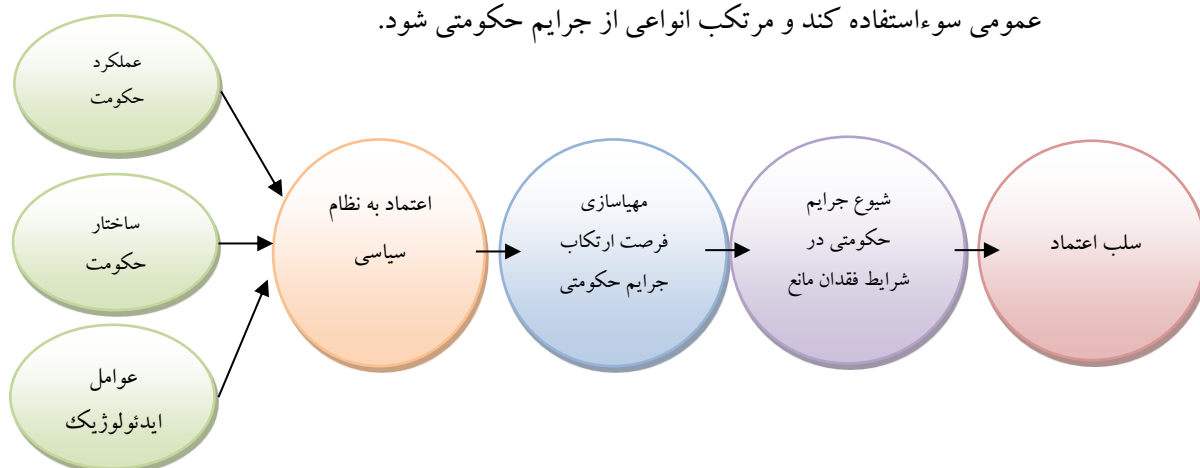 عمومی سوءاستفاده کند و مرتکب انواعی از جرایم حکومتی شود.
عملکرد
حکومت
ساختار
حکومت
عوامل
ایدئولوژیک
اعتماد به نظام
سیاسی
مهیاسازی
فرصت ارتکاب
جرایم حکومتی
شیوع جرایم
حکومتی در
شرایط فقدان مانع
سلب اعتماد